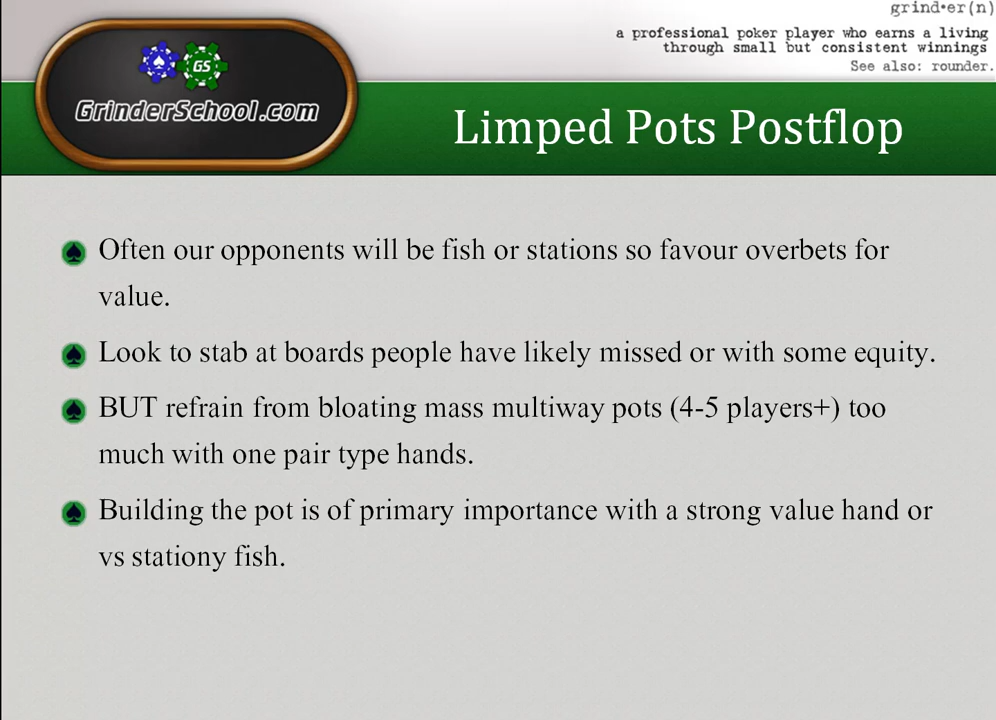 grind•er(n)
a professional poker player who earns a living
through small but consistent winnings
See also: rounder.
GS
GrinderSchool.com
Limped Pots Postflop
Often our opponents will be fish or stations so favour overbets for
value.
Look to stab at boards people have likely missed or with some equity.
BUT refrain from bloating mass multiway pots (4-5 players+) too
much with one pair type hands.
Building the pot is of primary importance with a strong value hand or
vs stationy fish.